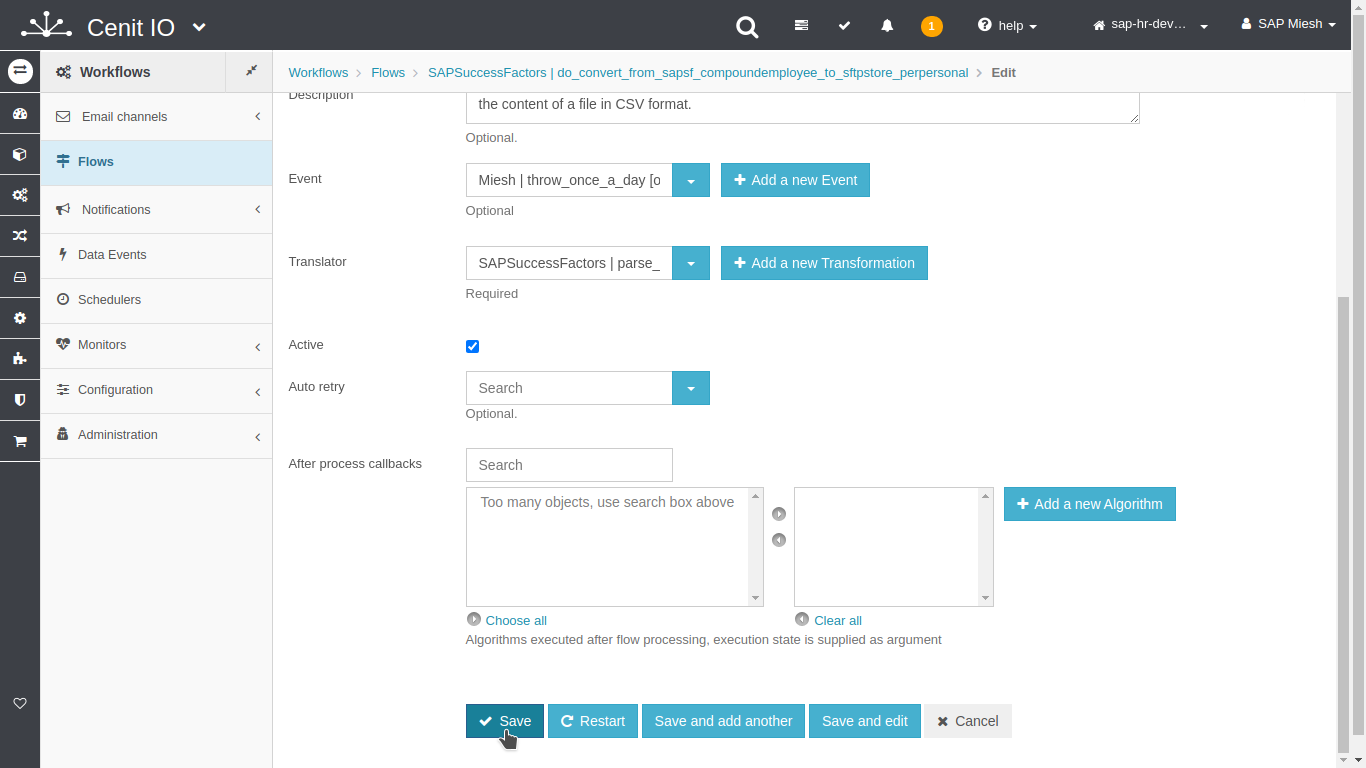 Cenit IO
1
help
sap-hr-dev…
SAP Miesh
Workflows
Workflows
Flows
SAPSuccessFactors | do_convert_from_sapsf_compoundemployee_to_sftpstore_perpersonal
Edit
Email channels
Flows
Notifications
Data Events
Schedulers
Monitors
Configuration
Administration
Description
the content of a file in CSV format.
Optional.
Event
Miesh | throw_once_a_day [o
Add a new Event
Optional
Translator
SAPSuccessFactors | parse_
Add a new Transformation
Required
Active
Auto retry
Search
Optional.
After process callbacks
Search
Too many objects, use search box above
Add a new Algorithm
Choose all
Clear all
Algorithms executed after flow processing, execution state is supplied as argument
Save
Restart
Save and add another
Save and edit
Cancel